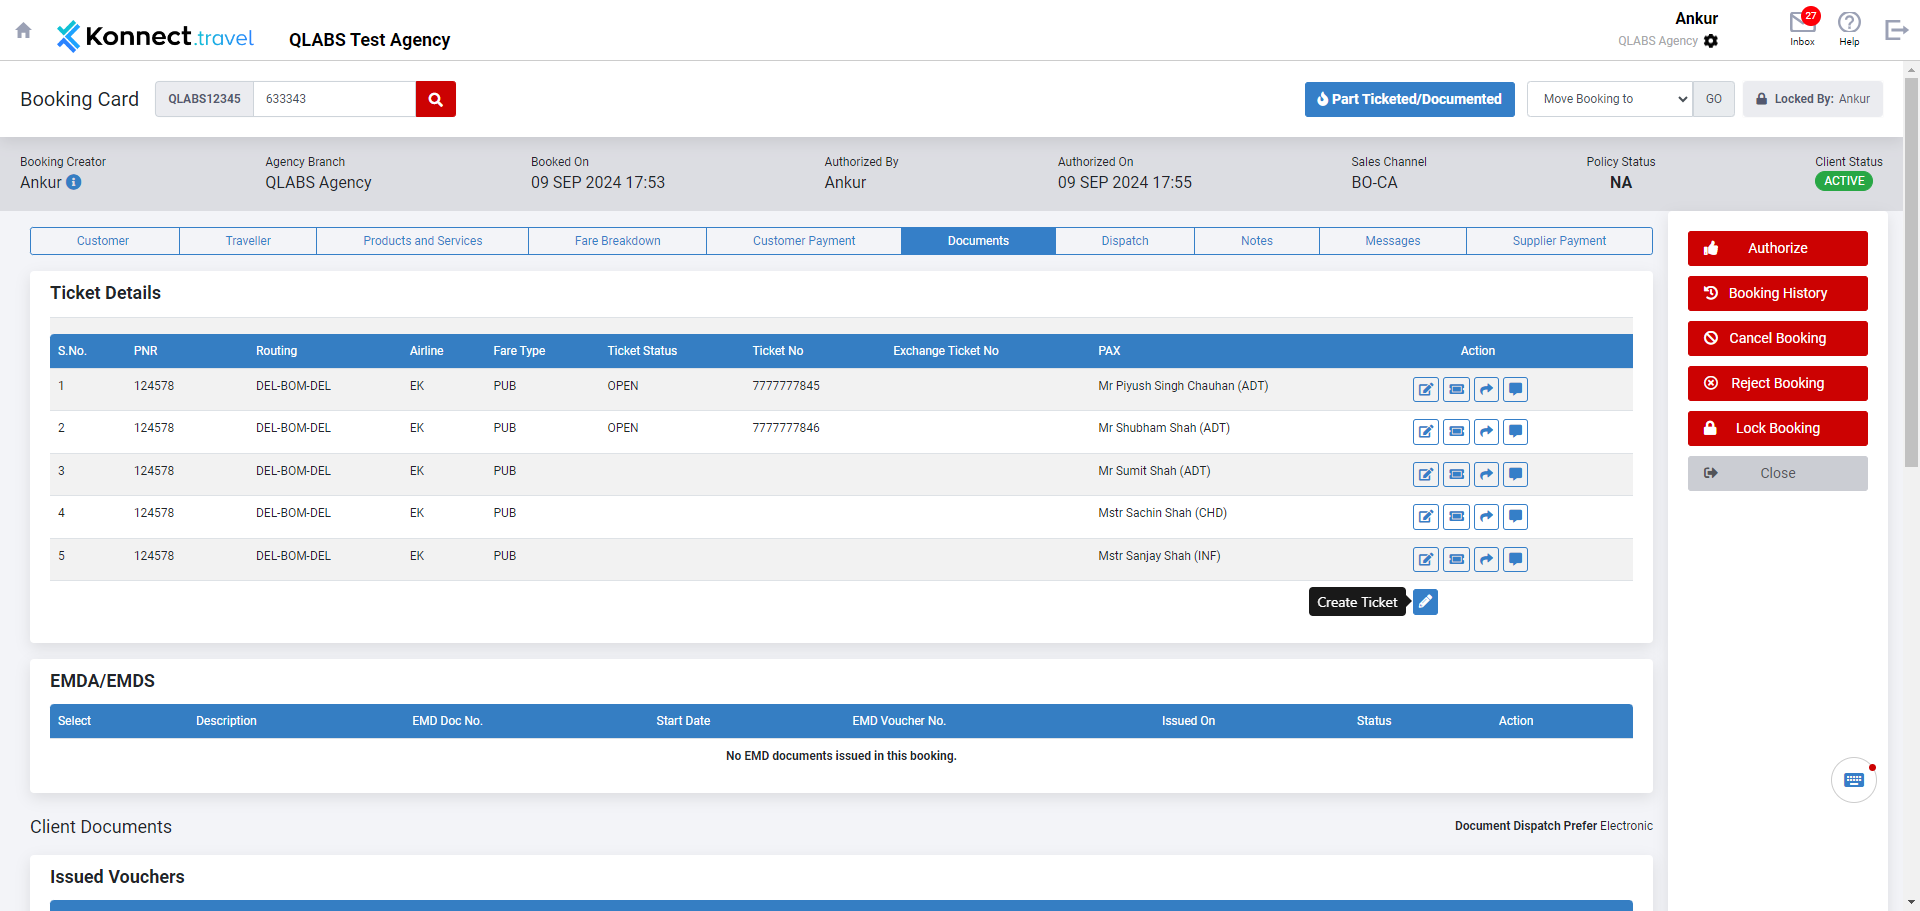 Konnect.travel
QLABS Test Agency
Ankur
QLABS Agency
27
Inbox
Help
Booking Card
QLABS12345
633343
Part Ticketed/Documented
Move Booking to
GO
Locked By: Ankur
Booking Creator
Ankur
Agency Branch
QLABS Agency
Booked On
09 SEP 2024 17:53
Authorized By
Ankur
Authorized On
09 SEP 2024 17:55
Sales Channel
BO-CA
Policy Status
NA
Client Status
ACTIVE
Customer
Traveller
Products and Services
Fare Breakdown
Customer Payment
Documents
Dispatch
Notes
Messages
Supplier Payment
Authorize
Booking History
Cancel Booking
Reject Booking
Lock Booking
Close
Ticket Details
S.No. PNR Routing Airline Fare Type Ticket Status Ticket No Exchange Ticket No PAX Action
1 124578 DEL-BOM-DEL EK PUB OPEN 7777777845 Mr Piyush Singh Chauhan (ADT)
2 124578 DEL-BOM-DEL EK PUB OPEN 7777777846 Mr Shubham Shah (ADT)
3 124578 DEL-BOM-DEL EK PUB Mr Sumit Shah (ADT)
4 124578 DEL-BOM-DEL EK PUB Mstr Sachin Shah (CHD)
5 124578 DEL-BOM-DEL EK PUB Mstr Sanjay Shah (INF)
Create Ticket
EMDA/EMDS
Select Description EMD Doc No. Start Date EMD Voucher No. Issued On Status Action
No EMD documents issued in this booking.
Client Documents
Document Dispatch Prefer Electronic
Issued Vouchers